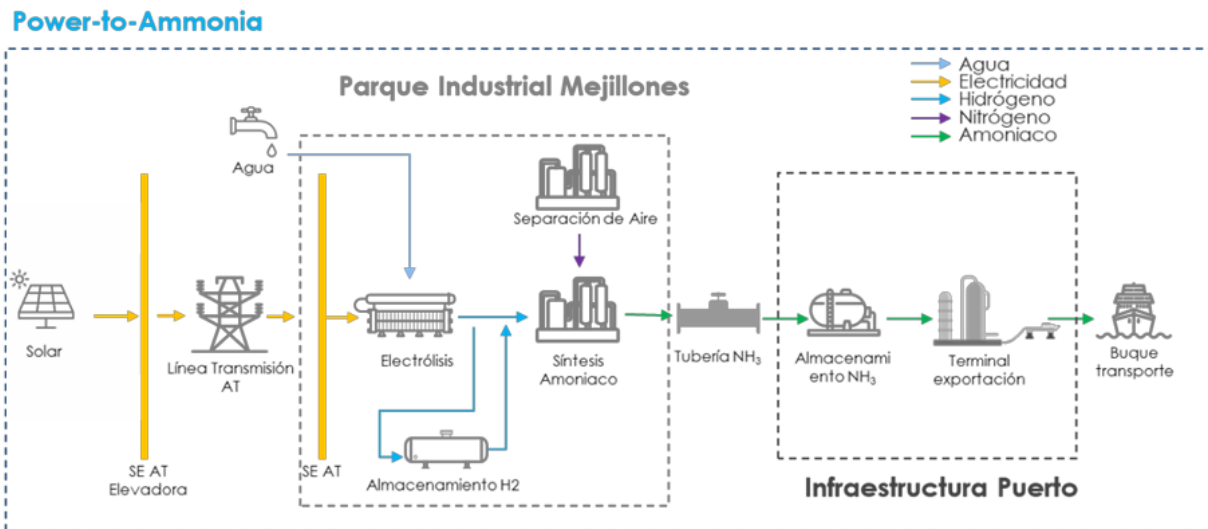 Power-to-Ammonia
Parque Industrial Mejillones
Agua
Electricidad
Hidrógeno
Nitrógeno
Amoniaco
Agua
Separación de Aire
Solar
Línea Transmisión
AT
Electrólisis
Síntesis
Amoniaco
Tubería NH₃
Almacenami
ento NH₃
Terminal
exportación
Buque
transporte
SE AT
Elevadora
SE AT
Almacenamiento H2
Infraestructura Puerto